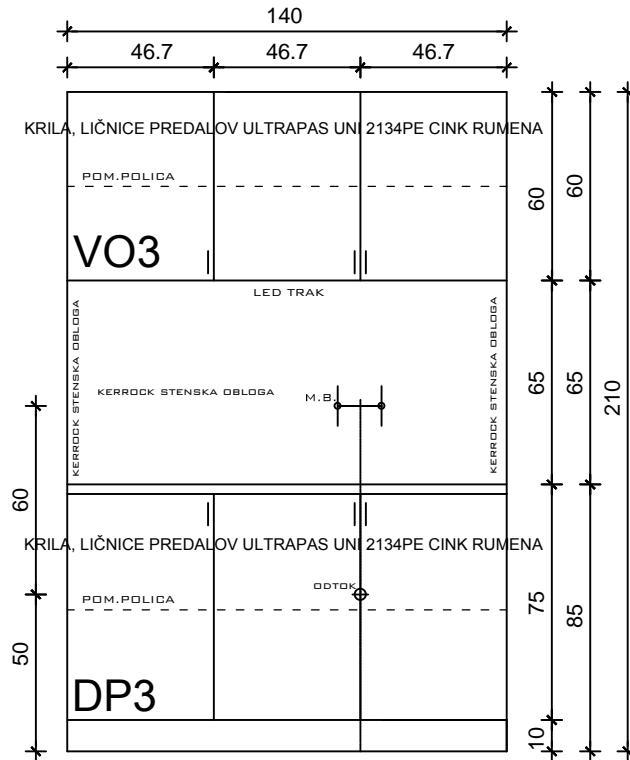 140
46.7 46.7 46.7
KRILA, LIČNICE PREDALOV ULTRAPAS UNI 2134PE CINK RUMENA
POM.POLICA
VO3
60 60
LED TRAK
KERROCK STENSKA OBLOGA
KERROCK STENSKA OBLOGA
KERROCK STENSKA OBLOGA
M.B.
65 65 210
60
KRILA, LIČNICE PREDALOV ULTRAPAS UNI 2134PE CINK RUMENA
ODTOK
POM.POLICA
75 85
50
DP3
10